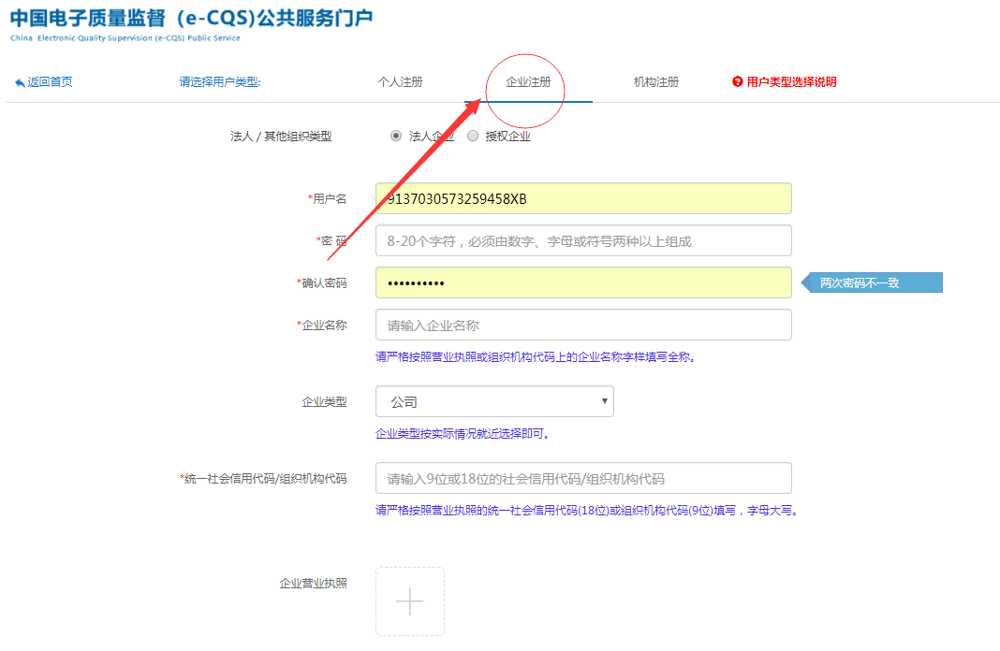 中国电子质量监督（e-CQS)公共服务门户
China Electronic Quality Supervision (e-CQS) Public Service
返回首页 请选择用户类型: 个人注册 企业注册 机构注册 用户类型选择说明
法人 / 其他组织类型 法人企业 授权企业
*用户名 9137030573259458XB
*密 码 8-20个字符，必须由数字、字母或符号两种以上组成
*确认密码 •••••••••• 两次密码不一致
*企业名称 请输入企业名称
请严格按照营业执照或组织机构代码上的企业名称字样填写全称。
企业类型 公司
企业类型按实际情况就近选择即可。
*统一社会信用代码/组织机构代码 请输入9位或18位的社会信用代码/组织机构代码
请严格按照营业执照的统一社会信用代码(18位)或组织机构代码(9位)填写，字母大写。
企业营业执照